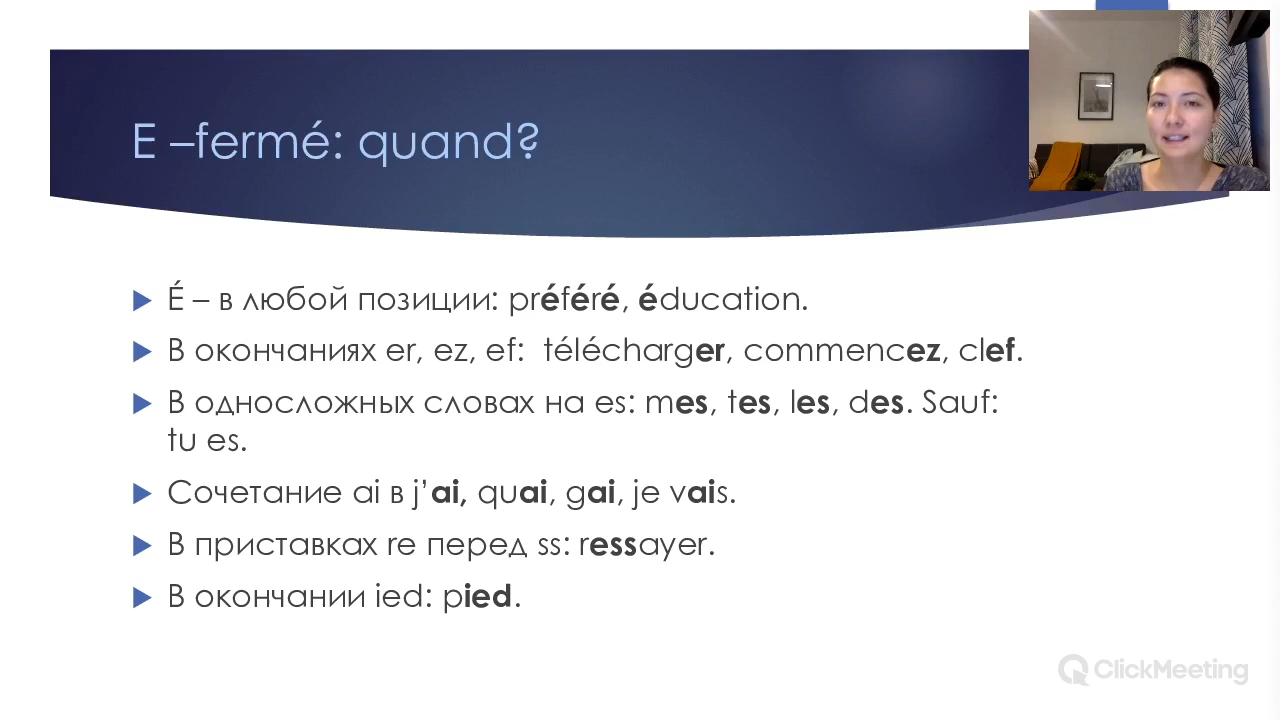 E –fermé: quand?
É – в любой позиции: préféré, éducation.
В окончаниях er, ez, ef: télécharger, commencez, clef.
В односложных словах на es: mes, tes, les, des. Sauf:
tu es.
Сочетание ai в j’ai, quai, gai, je vais.
В приставках re перед ss: ressayer.
В окончании ied: pied.
ClickMeeting